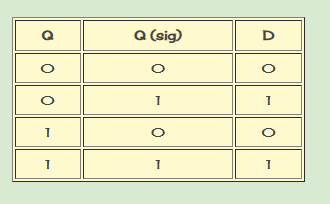 Q Q (sig) D
0 0 0
0 1 1
1 0 0
1 1 1